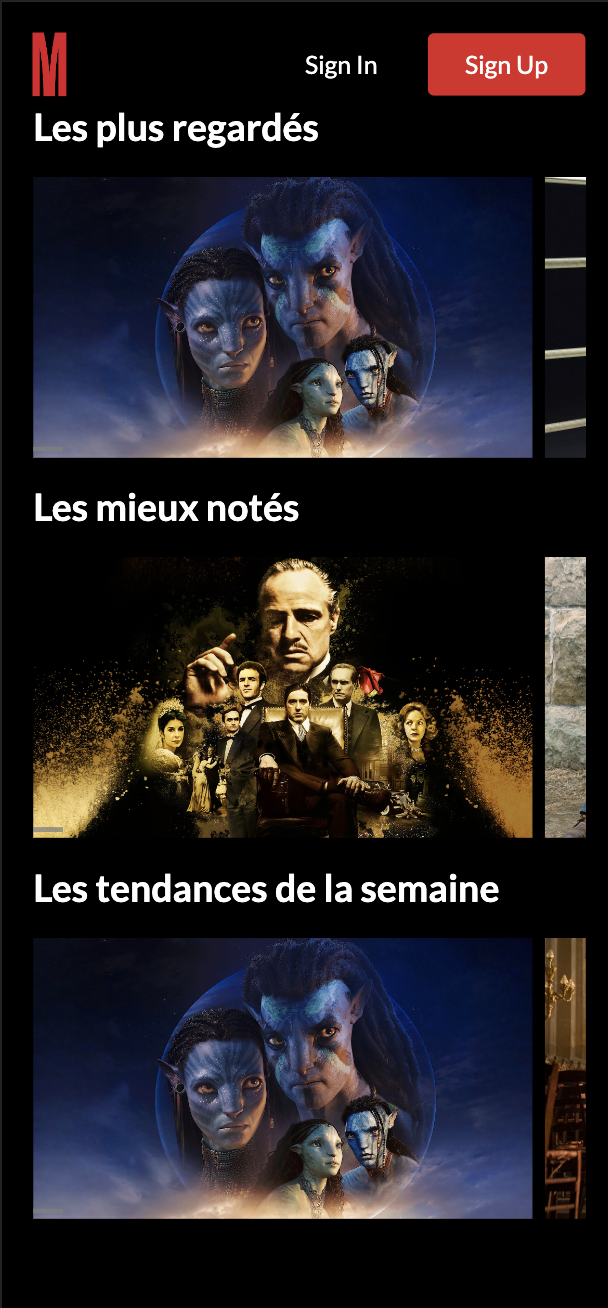 M
Sign In
Sign Up
Les plus regardés
Les mieux notés
Les tendances de la semaine